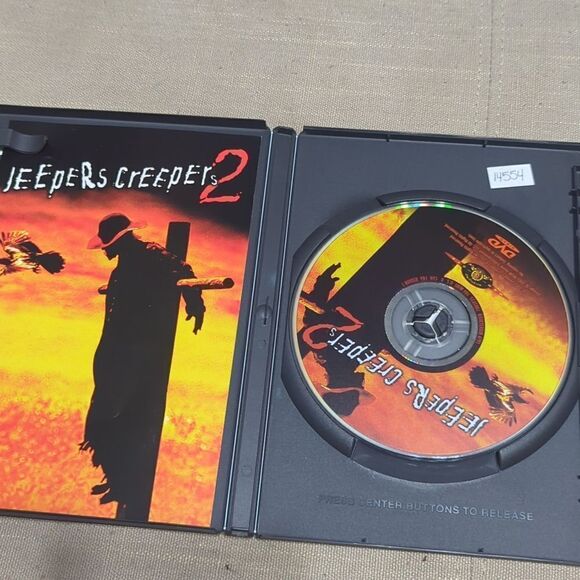 JEEPERS CREEPERS 2
14554
DVD
JEEPERS CREEPERS 2
PRESS CENTER BUTTONS TO RELEASE